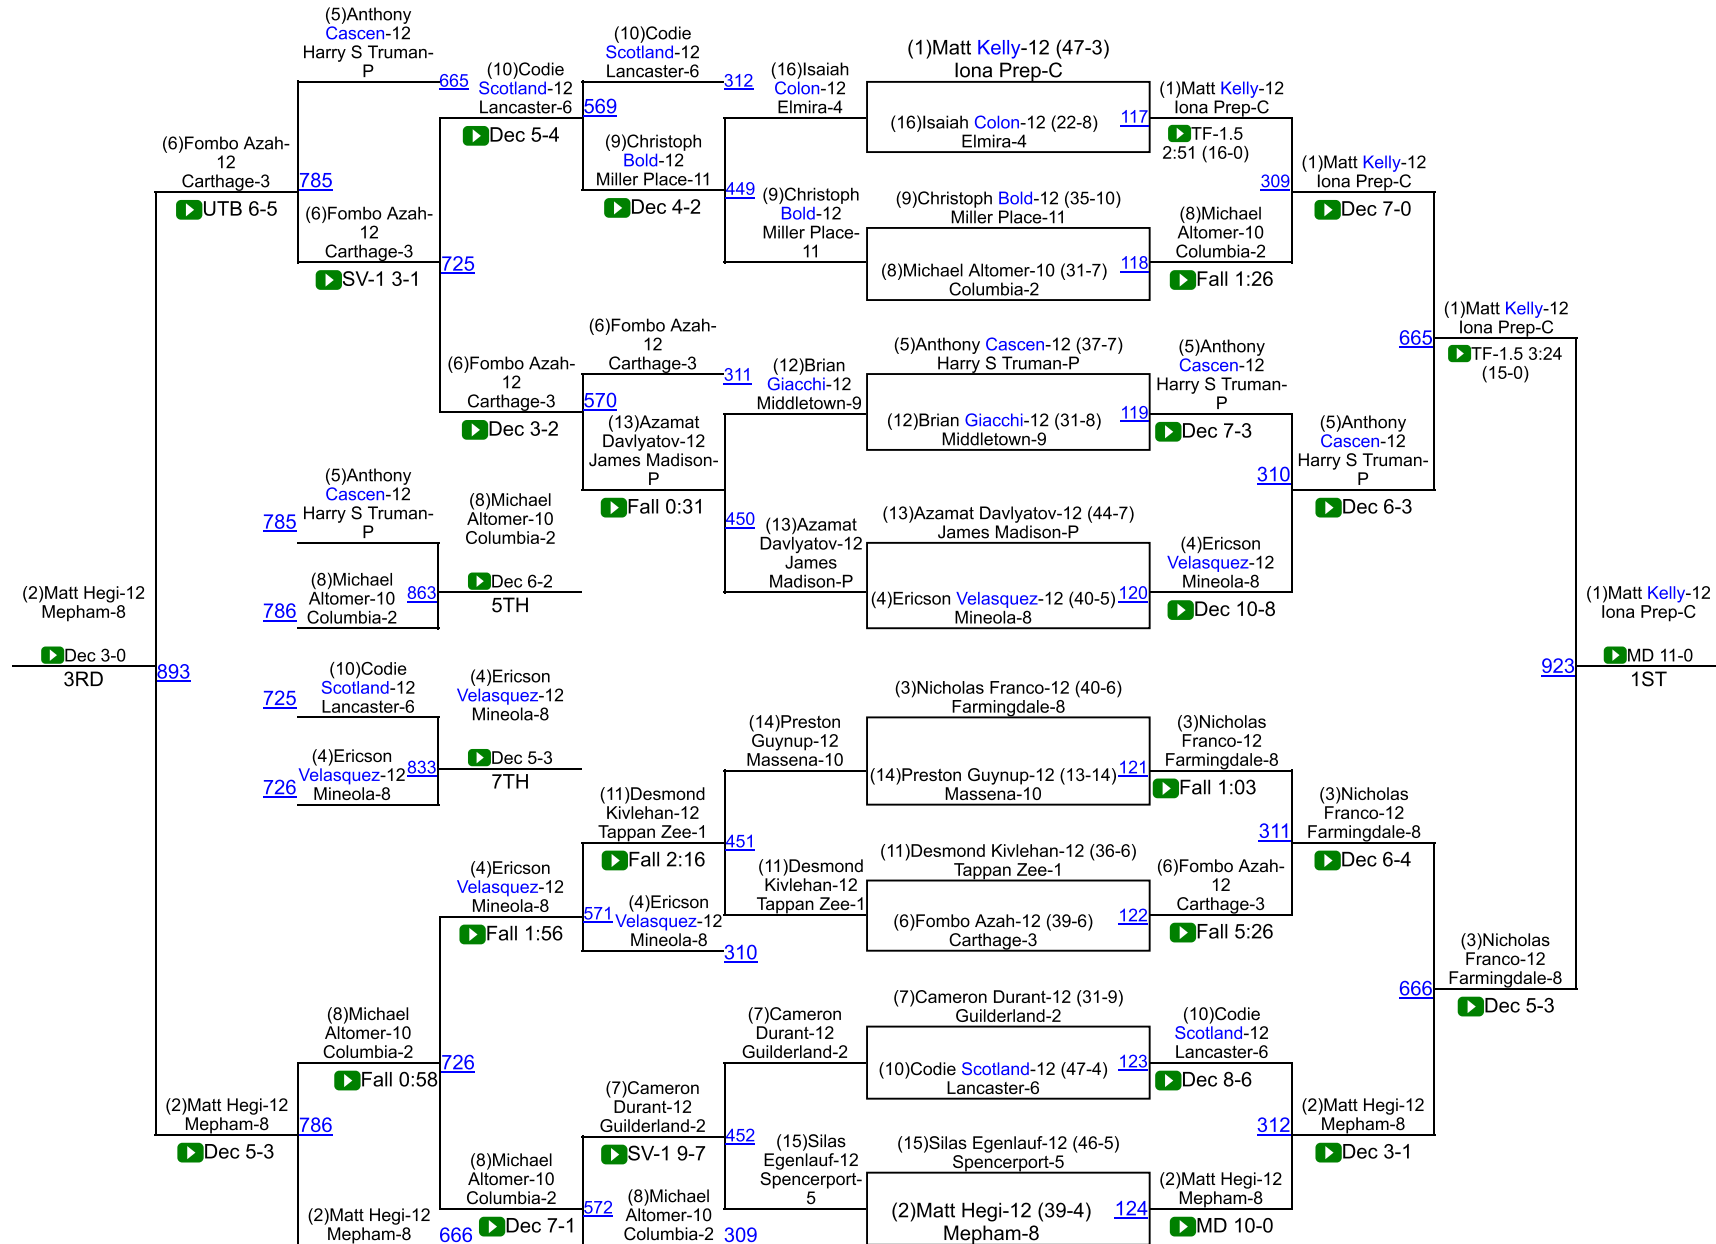 (5)Anthony
Cascen-12
Harry S Truman-
P
665
(6)Fombo Azah-
12
Carthage-3
785
UTB 6-5
(6)Fombo Azah-
12
Carthage-3
SV-1 3-1
725
(10)Codie
Scotland-12
Lancaster-6
569
Dec 5-4
(10)Codie
Scotland-12
Lancaster-6
312
(9)Christoph
Bold-12
Miller Place-11
449
Dec 4-2
(16)Isaiah
Colon-12
Elmira-4
(9)Christoph
Bold-12
Miller Place-
11
(1)Matt Kelly-12 (47-3)
Iona Prep-C
(16)Isaiah Colon-12 (22-8)
Elmira-4
117
(9)Christoph Bold-12 (35-10)
Miller Place-11
(8)Michael Altomer-10 (31-7)
Columbia-2
118
(1)Matt Kelly-12
Iona Prep-C
TF-1.5
2:51 (16-0)
309
(8)Michael
Altomer-10
Columbia-2
Fall 1:26
(1)Matt Kelly-12
Iona Prep-C
Dec 7-0
(6)Fombo Azah-
12
Carthage-3
570
Dec 3-2
(6)Fombo Azah-
12
Carthage-3
311
(13)Azamat
Davlyatov-12
James Madison-
P
Fall 0:31
450
(12)Brian
Giacchi-12
Middletown-9
(13)Azamat
Davlyatov-12
James
Madison-P
(5)Anthony Cascen-12 (37-7)
Harry S Truman-P
(12)Brian Giacchi-12 (31-8)
Middletown-9
119
(13)Azamat Davlyatov-12 (44-7)
James Madison-P
(4)Ericson Velasquez-12 (40-5)
Mineola-8
120
(5)Anthony
Cascen-12
Harry S Truman-
P
Dec 7-3
310
(4)Ericson
Velasquez-12
Mineola-8
Dec 10-8
(5)Anthony
Cascen-12
Harry S Truman-
P
Dec 6-3
665
(1)Matt Kelly-12
Iona Prep-C
TF-1.5 3:24
(15-0)
(5)Anthony
Cascen-12
Harry S Truman-
P
785
(8)Michael
Altomer-10
Columbia-2
786
863
(8)Michael
Altomer-10
Columbia-2
Dec 6-2
5TH
(2)Matt Hegi-12
Mepham-8
Dec 3-0
3RD
893
(10)Codie
Scotland-12
Lancaster-6
725
(4)Ericson
Velasquez-12
Mineola-8
726
833
(4)Ericson
Velasquez-12
Mineola-8
Dec 5-3
7TH
(1)Matt Kelly-12
Iona Prep-C
923
MD 11-0
1ST
(4)Ericson
Velasquez-12
Mineola-8
571
Fall 1:56
(11)Desmond
Kivlehan-12
Tappan Zee-1
Fall 2:16
451
(4)Ericson
Velasquez-12
Mineola-8
310
(14)Preston
Guynup-12
Massena-10
(11)Desmond
Kivlehan-12
Tappan Zee-1
(3)Nicholas Franco-12 (40-6)
Farmingdale-8
(14)Preston Guynup-12 (13-14)
Massena-10
121
(11)Desmond Kivlehan-12 (36-6)
Tappan Zee-1
(6)Fombo Azah-12 (39-6)
Carthage-3
122
(3)Nicholas
Franco-12
Farmingdale-8
Fall 1:03
311
(6)Fombo Azah-
12
Carthage-3
Fall 5:26
(3)Nicholas
Franco-12
Farmingdale-8
Dec 6-4
666
(3)Nicholas
Franco-12
Farmingdale-8
Dec 5-3
(8)Michael
Altomer-10
Columbia-2
Fall 0:58
726
(2)Matt Hegi-12
Mepham-8
786
Dec 5-3
(2)Matt Hegi-12
Mepham-8
666
(8)Michael
Altomer-10
Columbia-2
572
Dec 7-1
(7)Cameron
Durant-12
Guilderland-2
SV-1 9-7
452
(8)Michael
Altomer-10
Columbia-2
309
(7)Cameron
Durant-12
Guilderland-2
(15)Silas
Egenlauf-12
Spencerport-
5
(7)Cameron Durant-12 (31-9)
Guilderland-2
(10)Codie Scotland-12 (47-4)
Lancaster-6
123
(15)Silas Egenlauf-12 (46-5)
Spencerport-5
(2)Matt Hegi-12 (39-4)
Mepham-8
124
(10)Codie
Scotland-12
Lancaster-6
Dec 8-6
312
(2)Matt Hegi-12
Mepham-8
MD 10-0
(2)Matt Hegi-12
Mepham-8
Dec 3-1